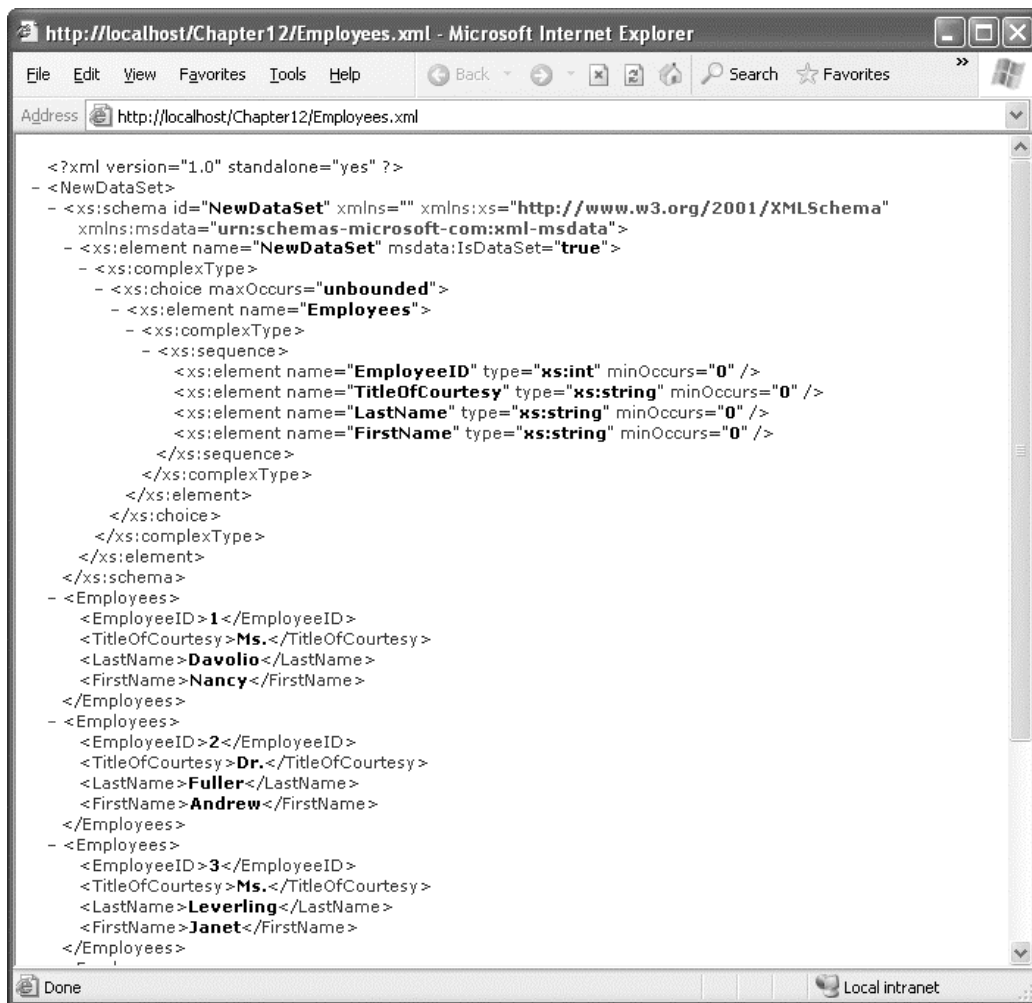 http://localhost/Chapter12/Employees.xml - Microsoft Internet Explorer
File Edit View Favorites Tools Help Back Search Favorites »
Address http://localhost/Chapter12/Employees.xml
<?xml version="1.0" standalone="yes" ?>
- <NewDataSet>
- <xs:schema id="NewDataSet" xmlns="" xmlns:xs="http://www.w3.org/2001/XMLSchema"
xmlns:msdata="urn:schemas-microsoft-com:xml-msdata">
- <xs:element name="NewDataSet" msdata:IsDataSet="true">
- <xs:complexType>
- <xs:choice maxOccurs="unbounded">
- <xs:element name="Employees">
- <xs:complexType>
- <xs:sequence>
<xs:element name="EmployeeID" type="xs:int" minOccurs="0" />
<xs:element name="TitleOfCourtesy" type="xs:string" minOccurs="0" />
<xs:element name="LastName" type="xs:string" minOccurs="0" />
<xs:element name="FirstName" type="xs:string" minOccurs="0" />
</xs:sequence>
</xs:complexType>
</xs:element>
</xs:choice>
</xs:complexType>
</xs:element>
</xs:schema>
- <Employees>
<EmployeeID>1</EmployeeID>
<TitleOfCourtesy>Ms.</TitleOfCourtesy>
<LastName>Davolio</LastName>
<FirstName>Nancy</FirstName>
</Employees>
- <Employees>
<EmployeeID>2</EmployeeID>
<TitleOfCourtesy>Dr.</TitleOfCourtesy>
<LastName>Fuller</LastName>
<FirstName>Andrew</FirstName>
</Employees>
- <Employees>
<EmployeeID>3</EmployeeID>
<TitleOfCourtesy>Ms.</TitleOfCourtesy>
<LastName>Leverling</LastName>
<FirstName>Janet</FirstName>
</Employees>
Done Local intranet